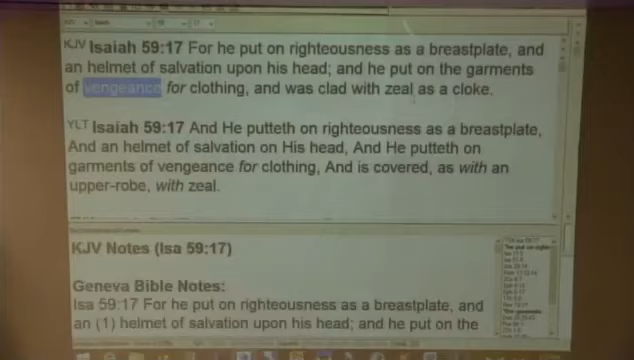 KJV Isaiah 59:17 For he put on righteousness as a breastplate, and
an helmet of salvation upon his head; and he put on the garments
of vengeance for clothing, and was clad with zeal as a cloke.
YLT Isaiah 59:17 And He putteth on righteousness as a breastplate,
And an helmet of salvation on His head, And He putteth on
garments of vengeance for clothing, And is covered, as with an
upper-robe, with zeal.
KJV Notes (Isa 59:17)
Geneva Bible Notes:
Isa 59:17 For he put on righteousness as a breastplate, and
an (1) helmet of salvation upon his head; and he put on the